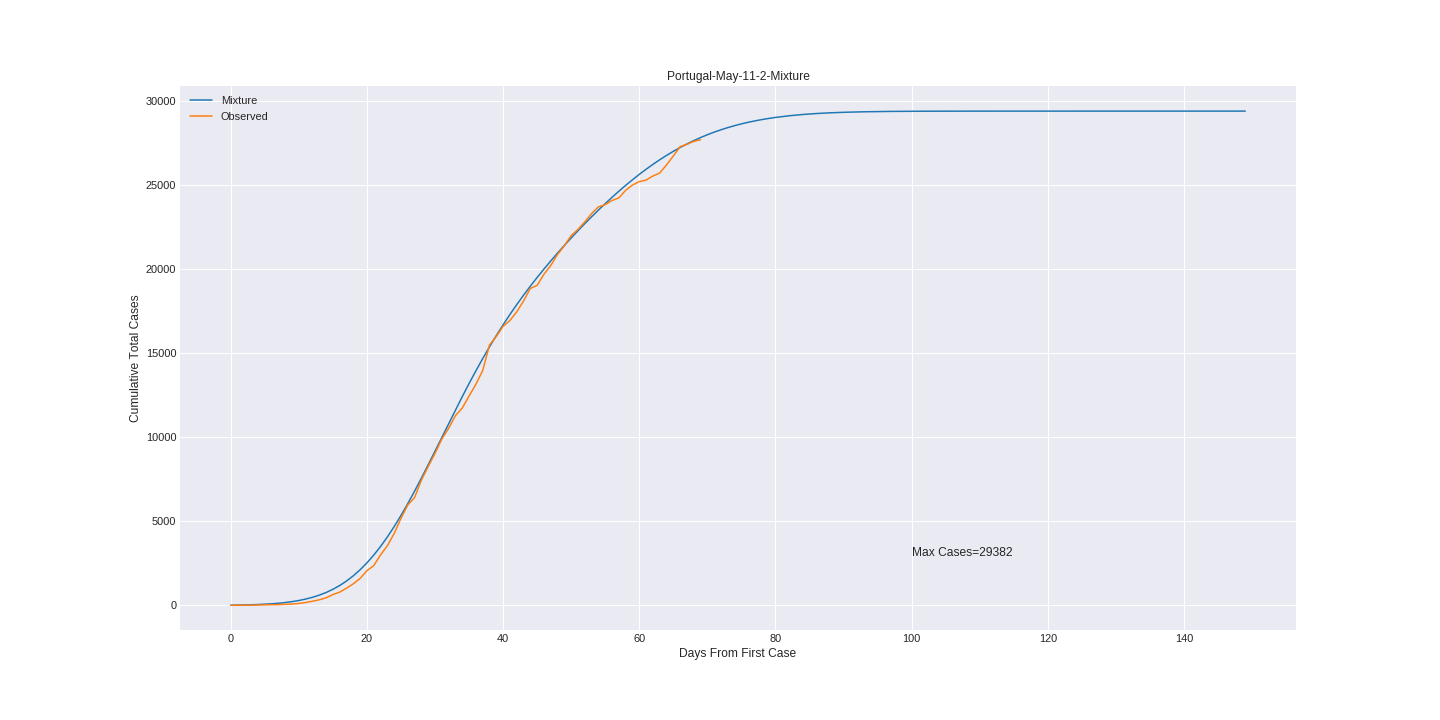 Portugal-May-11-2-Mixture
Mixture
Observed
30000
25000
20000
15000
10000
5000
0
Cumulative Total Cases
Max Cases=29382
0 20 40 60 80 100 120 140
Days From First Case